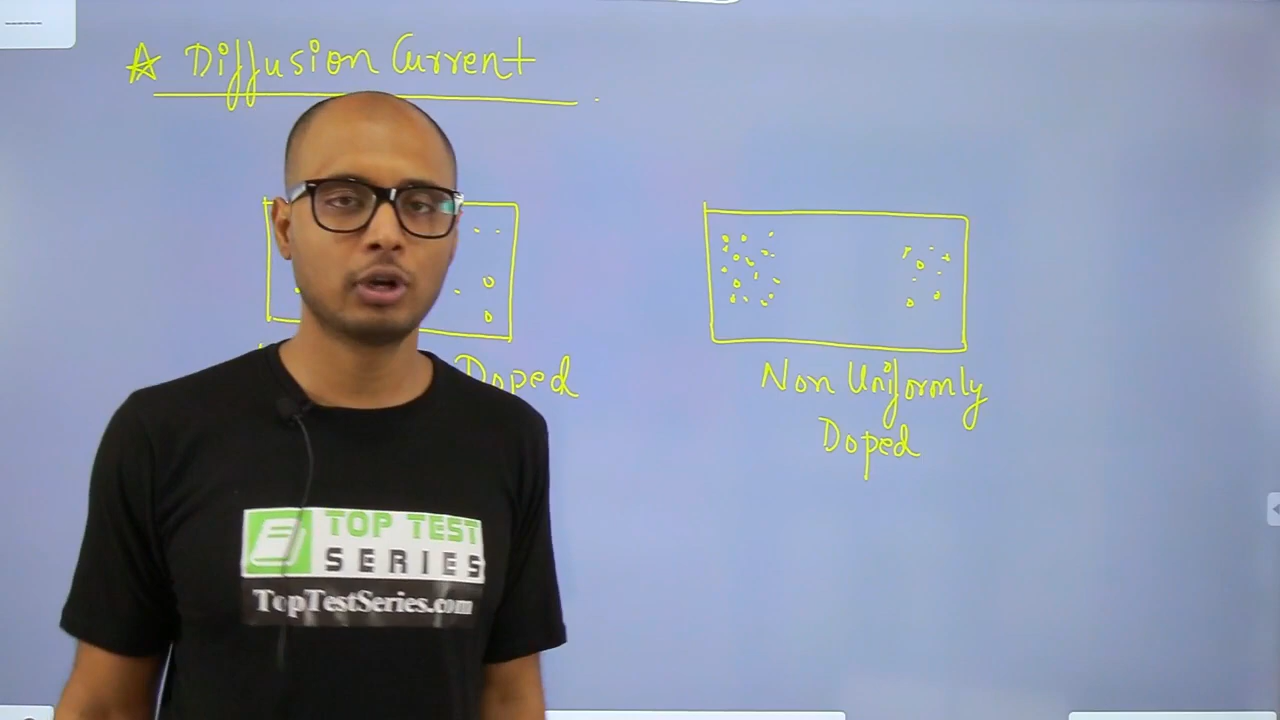 ☆ Diffusion Current
Doped
Non Uniformly
Doped
TOP TEST
SERIES
TopTestSeries.com